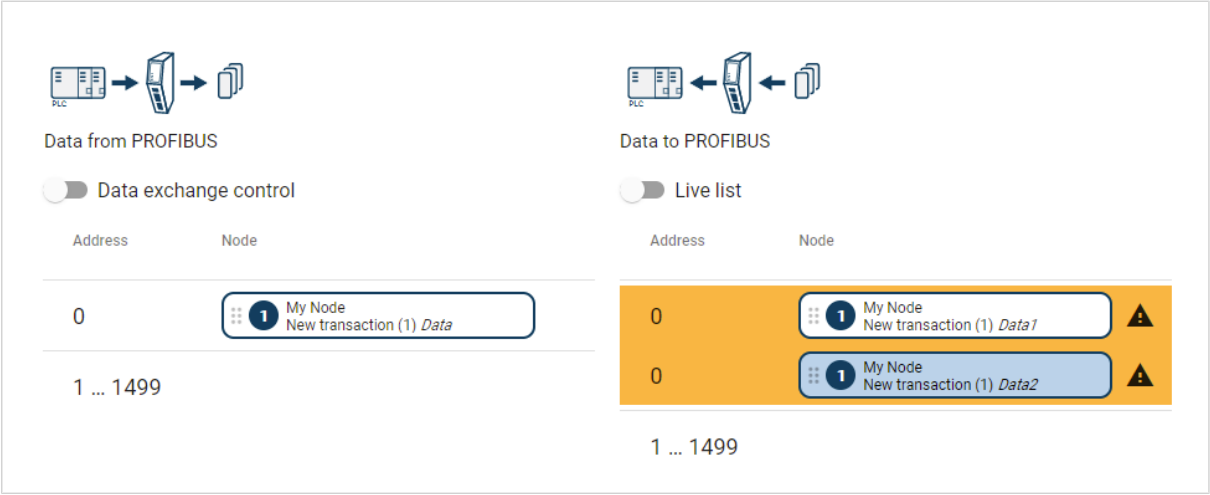 PLC
Data from PROFIBUS
Data exchange control
Address Node
0
1
My Node
New transaction (1) Data
1 ... 1499
PLC
Data to PROFIBUS
Live list
Address Node
0
1
My Node
New transaction (1) Data1
0
1
My Node
New transaction (1) Data2
1 ... 1499